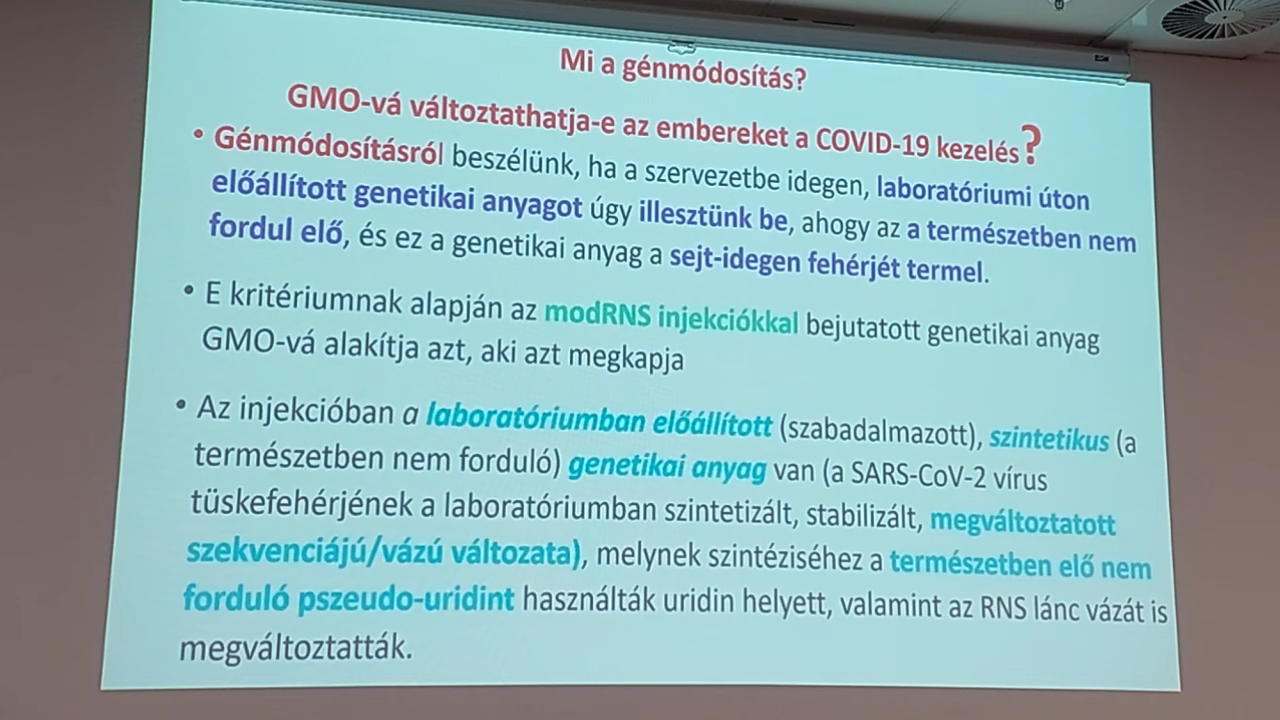 Mi a génmódosítás?
GMO-vá változtathatja-e az embereket a COVID-19 kezelés?
• Génmódosításról beszélünk, ha a szervezetbe idegen, laboratóriumi úton
előállított genetikai anyagot úgy illesztünk be, ahogy az a természetben nem
fordul elő, és ez a genetikai anyag a sejt-idegen fehérjét termel.
• E kritériumnak alapján az modRNS injekciókkal bejutatott genetikai anyag
GMO-vá alakítja azt, aki azt megkapja
• Az injekcióban a laboratóriumban előállított (szabadalmazott), szintetikus (a
természetben nem forduló) genetikai anyag van (a SARS-CoV-2 vírus
tüskefehérjének a laboratóriumban szintetizált, stabilizált, megváltoztatott
szekvenciájú/vázú változata), melynek szintéziséhez a természetben elő nem
forduló pszeudo-uridint használták uridin helyett, valamint az RNS lánc vázát is
megváltoztatták.